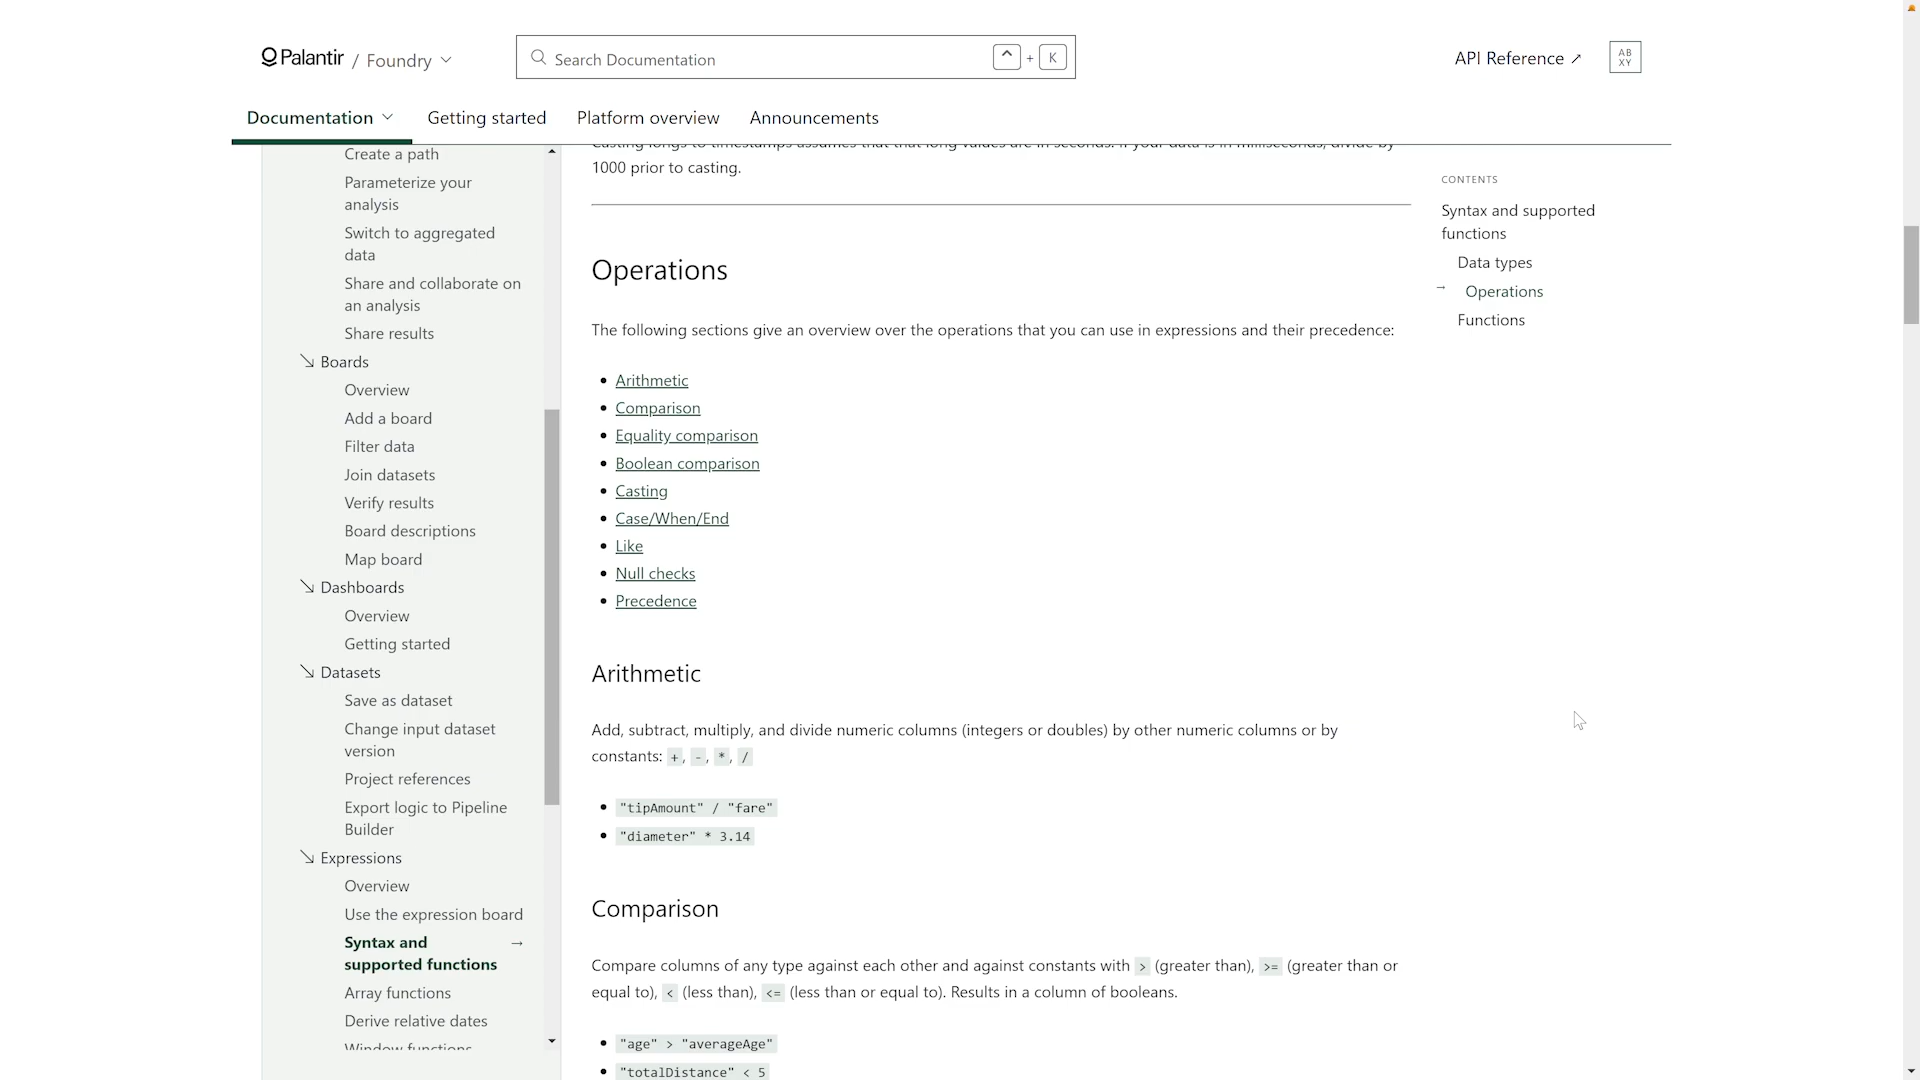 Palantir / Foundry
Search Documentation
^ + K
API Reference ↗
AB
XY
Documentation
Getting started
Platform overview
Announcements
Create a path
Parameterize your
analysis
Switch to aggregated
data
Share and collaborate on
an analysis
Share results
Boards
Overview
Add a board
Filter data
Join datasets
Verify results
Board descriptions
Map board
Dashboards
Overview
Getting started
Datasets
Save as dataset
Change input dataset
version
Project references
Export logic to Pipeline
Builder
Expressions
Overview
Use the expression board
Syntax and →
supported functions
Array functions
Derive relative dates
Window functions
Casting longs to timestamps assumes that that long values are in seconds. If your data is in milliseconds, divide by
1000 prior to casting.
Operations
The following sections give an overview over the operations that you can use in expressions and their precedence:
• Arithmetic
• Comparison
• Equality comparison
• Boolean comparison
• Casting
• Case/When/End
• Like
• Null checks
• Precedence
Arithmetic
Add, subtract, multiply, and divide numeric columns (integers or doubles) by other numeric columns or by
constants: +, -, *, /
• "tipAmount" / "fare"
• "diameter" * 3.14
Comparison
Compare columns of any type against each other and against constants with > (greater than), >= (greater than or
equal to), < (less than), <= (less than or equal to). Results in a column of booleans.
• "age" > "averageAge"
• "totalDistance" < 5
CONTENTS
Syntax and supported
functions
Data types
→ Operations
Functions